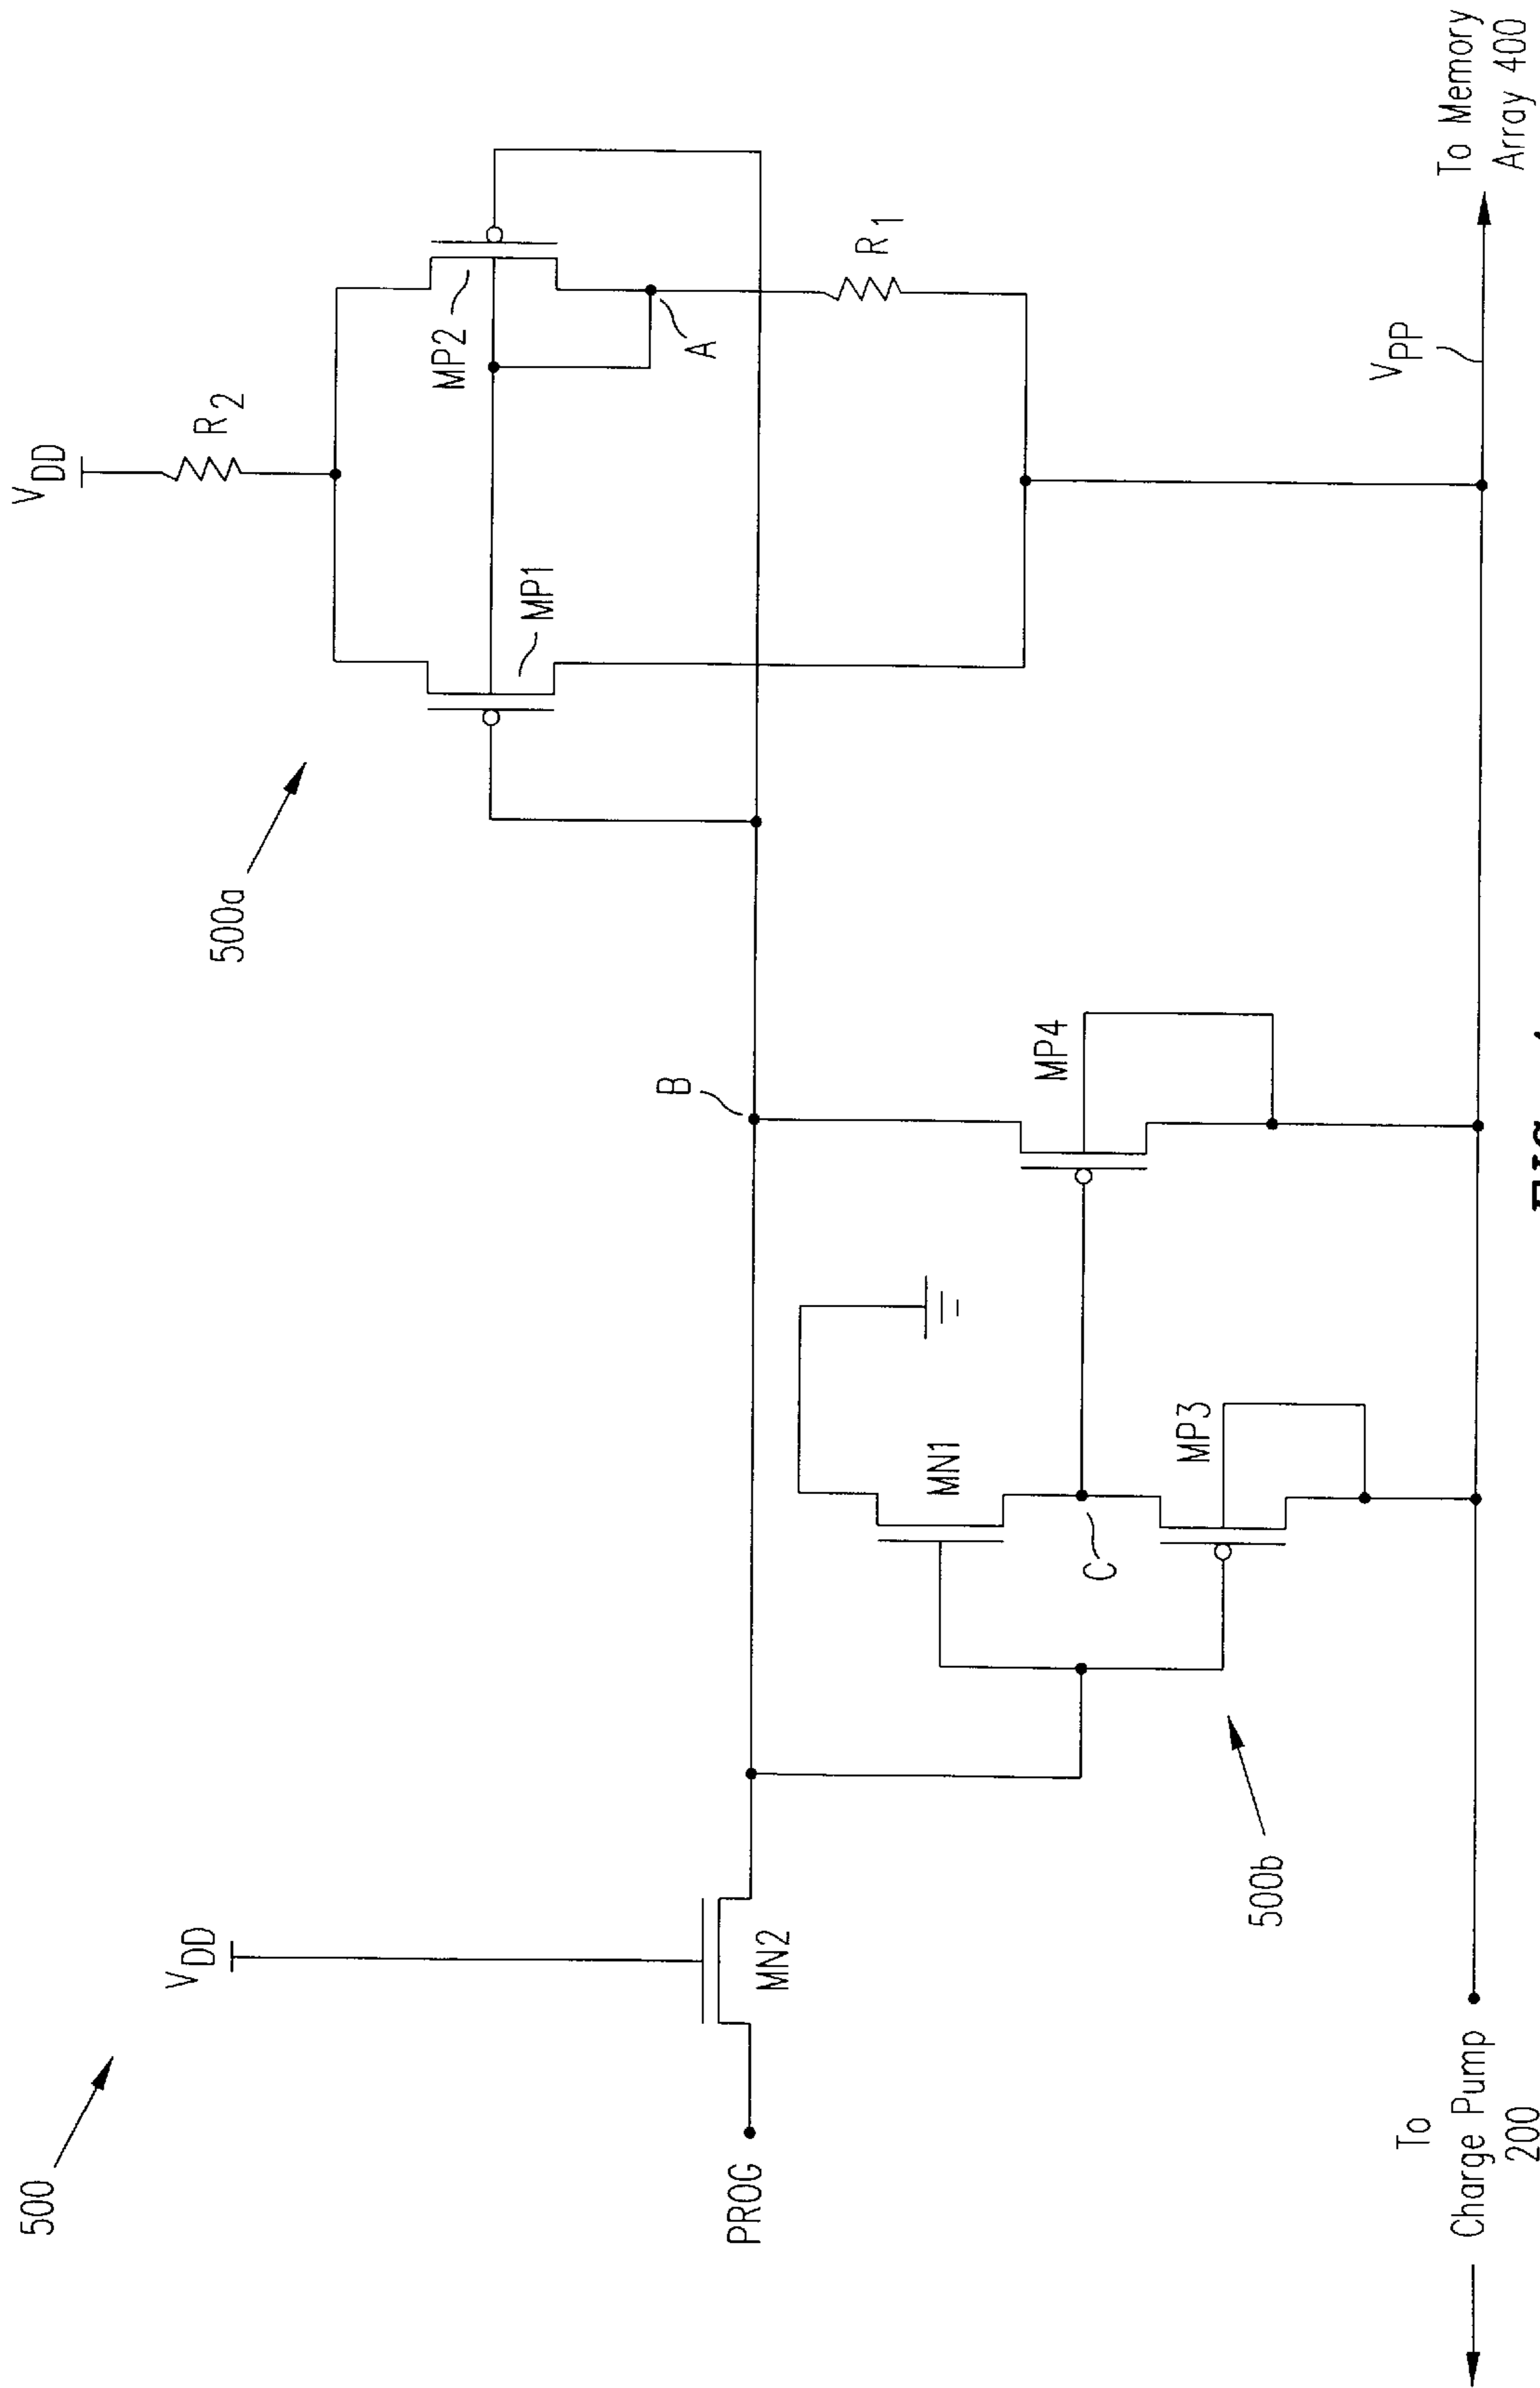 500
V_DD
PROG
MN2
500a
V_DD
R_2
MP2
MP1
A
R_1
B
MP4
MN1
C
MP3
500b
V_PP
To Memory
Array 400
To
Charge Pump
200